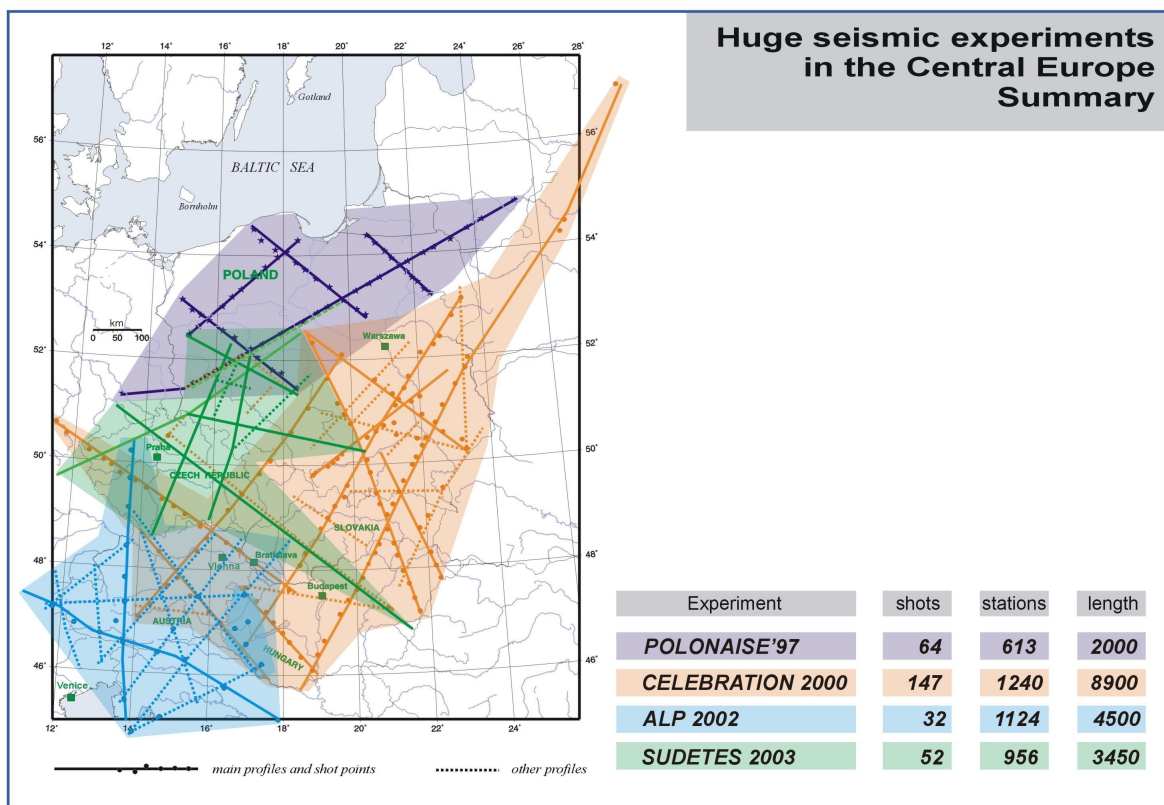 Huge seismic experiments
in the Central Europe
Summary
12° 14° 16° 18° 20° 22° 24° 26° 28°
Gotland
56°
56°
BALTIC SEA
Bornholm
54°
54°
POLAND
km
0 50 100
Warszawa
52°
52°
50°
50°
Praha
CZECH REPUBLIC
SLOVAKIA
48°
48°
Vienna
Bratislava
Budapest
AUSTRIA
HUNGARY
46°
46°
Venice
12° 14° 16° 18° 20° 22° 24°
main profiles and shot points
other profiles
Experiment shots stations length
POLONAISE'97 64 613 2000
CELEBRATION 2000 147 1240 8900
ALP 2002 32 1124 4500
SUDETES 2003 52 956 3450